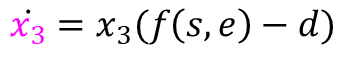 ẋ₃ = x₃(f(s, e) − d)